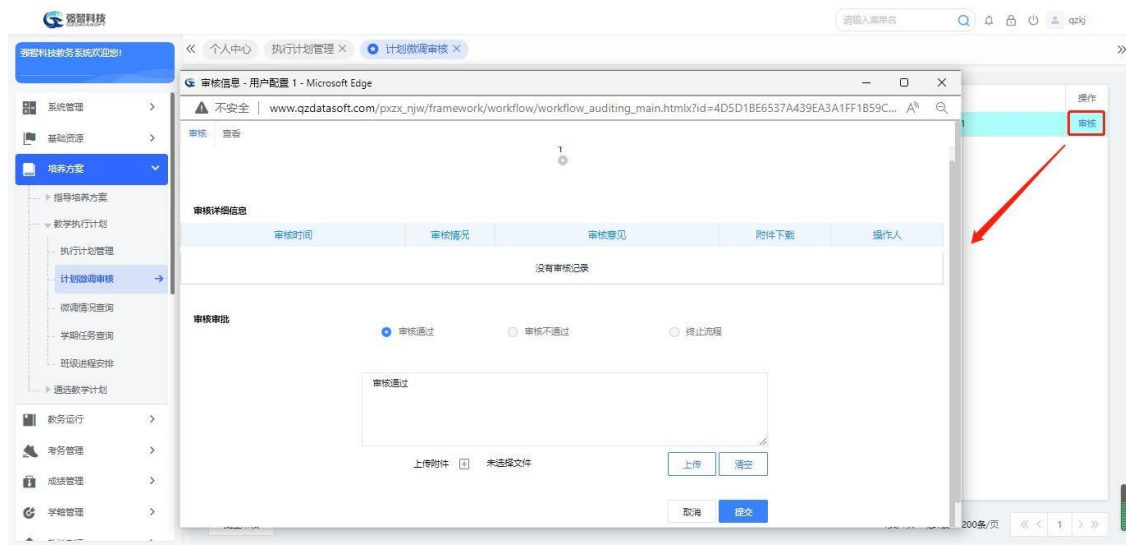 强智科技
请输入菜单名
qzkj
强智科技教务系统欢迎您!
个人中心 执行计划管理 × 计划微调审核 ×
审核信息 - 用户配置 1 - Microsoft Edge
不安全 | www.qzdatasoft.com/pxzx_njw/framework/workflow/workflow_auditing_main.htmlx?id=4D5D1BE6537A439EA3A1FF1B59C...
操作
审核
审核 查看
1
系统管理
基础资源
培养方案
指导培养方案
教学执行计划
执行计划管理
计划微调审核
微调情况查询
学期任务查询
班级进程安排
通选教学计划
教务运行
考务管理
成绩管理
学籍管理
审核详细信息
审核时间 审核情况 审核意见 附件下载 操作人
没有审核记录
审核审批
审核通过 审核不通过 终止流程
审核通过
上传附件 未选择文件 上传 清空
取消 提交
200条/页 1